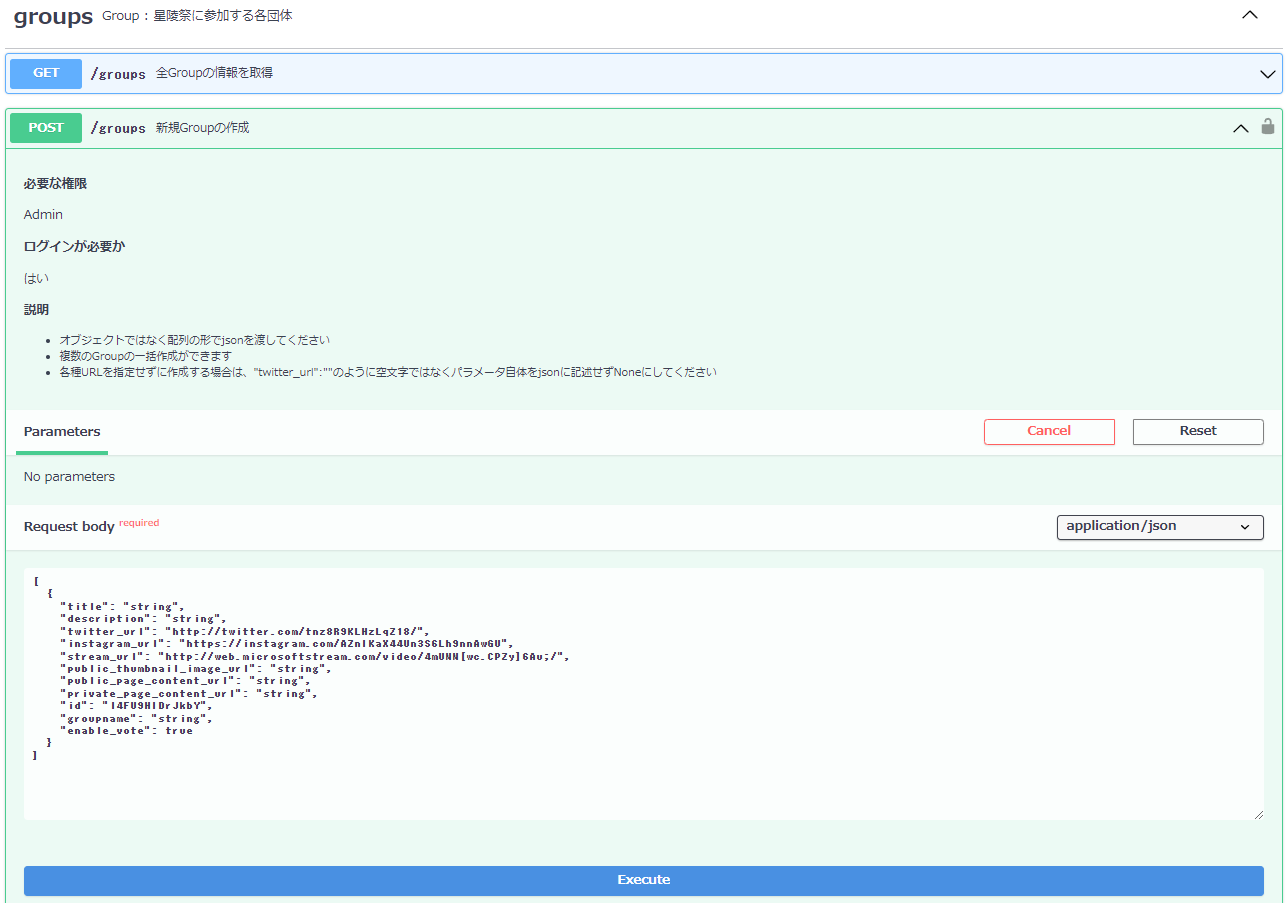 groups Group : 星陵祭に参加する各団体
GET /groups 全Groupの情報を取得
POST /groups 新規Groupの作成
必要な権限
Admin
ログインが必要か
はい
説明
オブジェクトではなく配列の形でjsonを渡してください
複数のGroupの一括作成ができます
各種URLを指定せずに作成する場合は、"twitter_url":""のように空文字ではなくパラメータ自体をjsonに記述せずNoneにしてください
Parameters Cancel Reset
No parameters
Request body required application/json
[
{
"title": "string",
"description": "string",
"twitter_url": "http://twitter.com/tnz8R9KLHzLqZ18/",
"instagram_url": "https://instagram.com/AZnlKaX44Un3S6Lh9nnAwGU",
"stream_url": "http://web.microsoftstream.com/video/4mUNN[wc.CPZy]6Au;/",
"public_thumbnail_image_url": "string",
"public_page_content_url": "string",
"private_page_content_url": "string",
"id": "l4FU9HlDrJkbY",
"groupname": "string",
"enable_vote": true
}
]
Execute